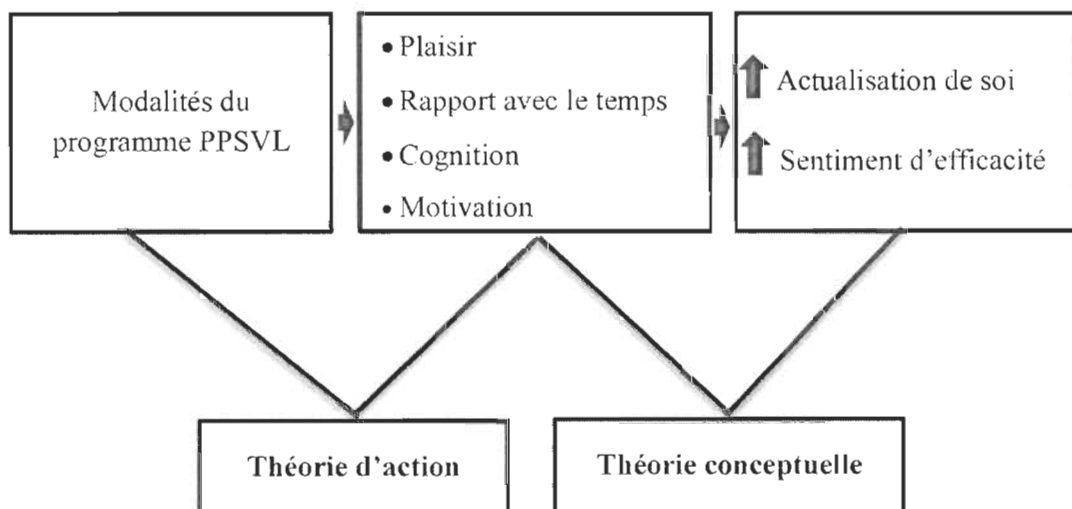 Modalités du
programme PPSVL
• Plaisir
• Rapport avec le temps
• Cognition
• Motivation
Actualisation de soi
Sentiment d'efficacité
Théorie d'action
Théorie conceptuelle